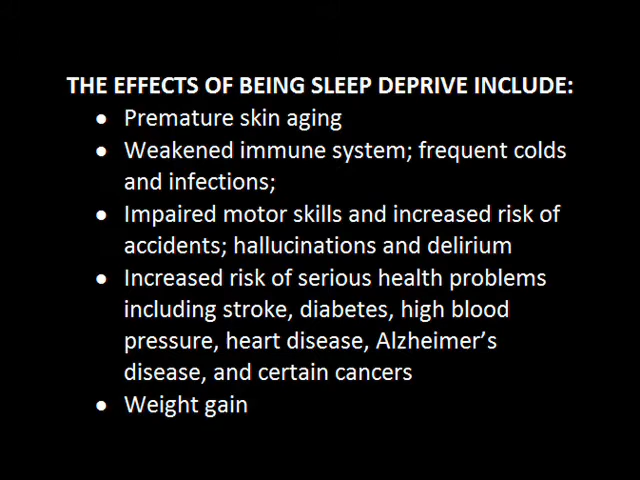 THE EFFECTS OF BEING SLEEP DEPRIVE INCLUDE:
● Premature skin aging
● Weakened immune system; frequent colds
and infections;
● Impaired motor skills and increased risk of
accidents; hallucinations and delirium
● Increased risk of serious health problems
including stroke, diabetes, high blood
pressure, heart disease, Alzheimer’s
disease, and certain cancers
● Weight gain